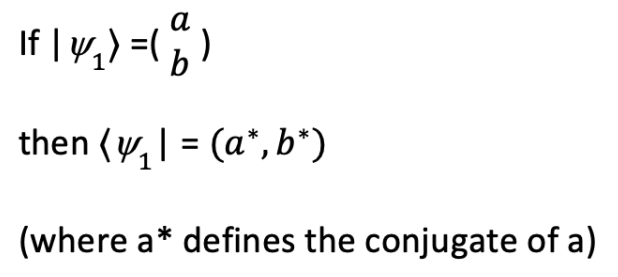 If | ψ₁⟩ =( a b )
then ⟨ψ₁| = (a*, b*)
(where a* defines the conjugate of a)